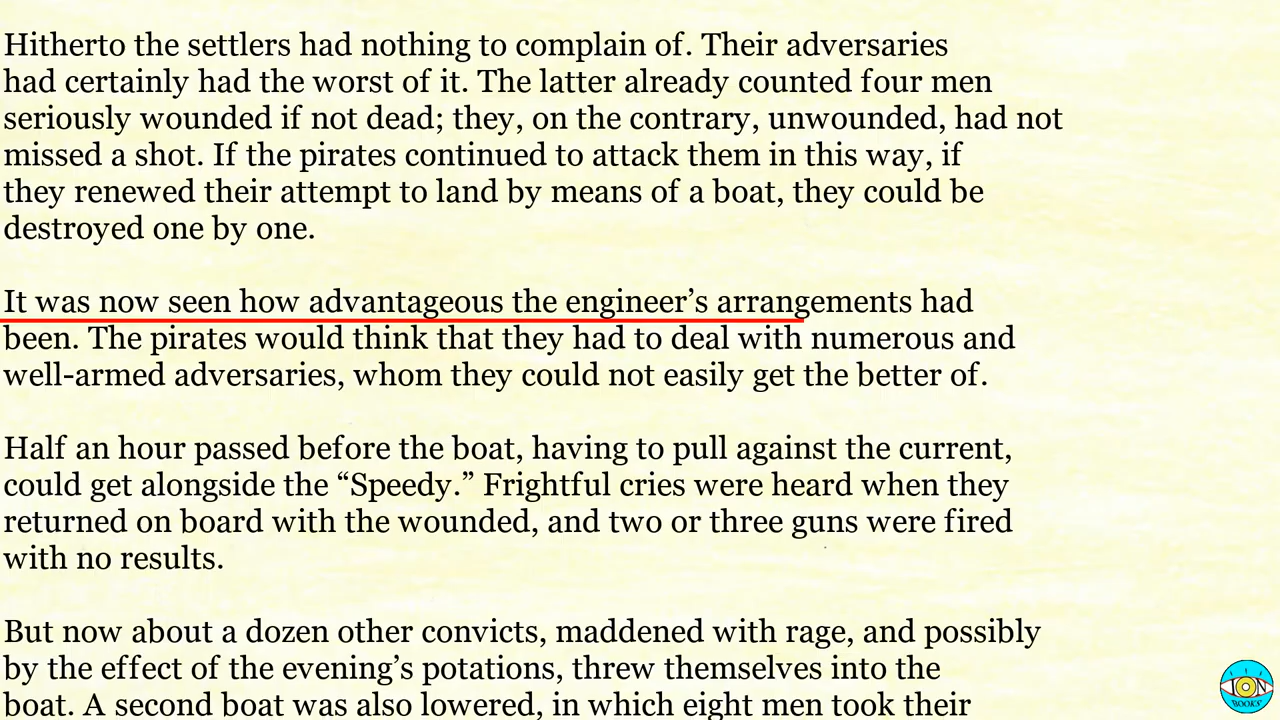 Hitherto the settlers had nothing to complain of. Their adversaries
had certainly had the worst of it. The latter already counted four men
seriously wounded if not dead; they, on the contrary, unwounded, had not
missed a shot. If the pirates continued to attack them in this way, if
they renewed their attempt to land by means of a boat, they could be
destroyed one by one.
It was now seen how advantageous the engineer’s arrangements had
been. The pirates would think that they had to deal with numerous and
well-armed adversaries, whom they could not easily get the better of.
Half an hour passed before the boat, having to pull against the current,
could get alongside the “Speedy.” Frightful cries were heard when they
returned on board with the wounded, and two or three guns were fired
with no results.
But now about a dozen other convicts, maddened with rage, and possibly
by the effect of the evening’s potations, threw themselves into the
boat. A second boat was also lowered, in which eight men took their
ION
BOOKS